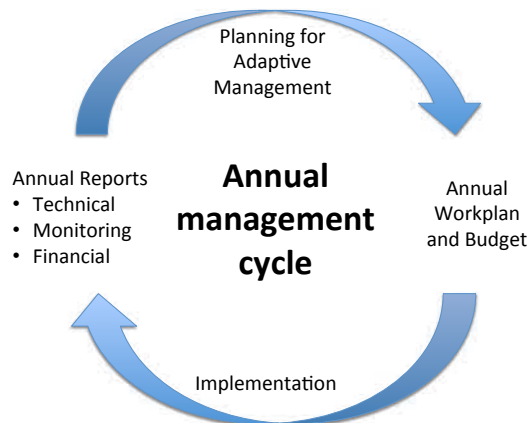 Planning for
Adaptive
Management
Annual Reports
• Technical
• Monitoring
• Financial
Annual
management
cycle
Annual
Workplan
and Budget
Implementation